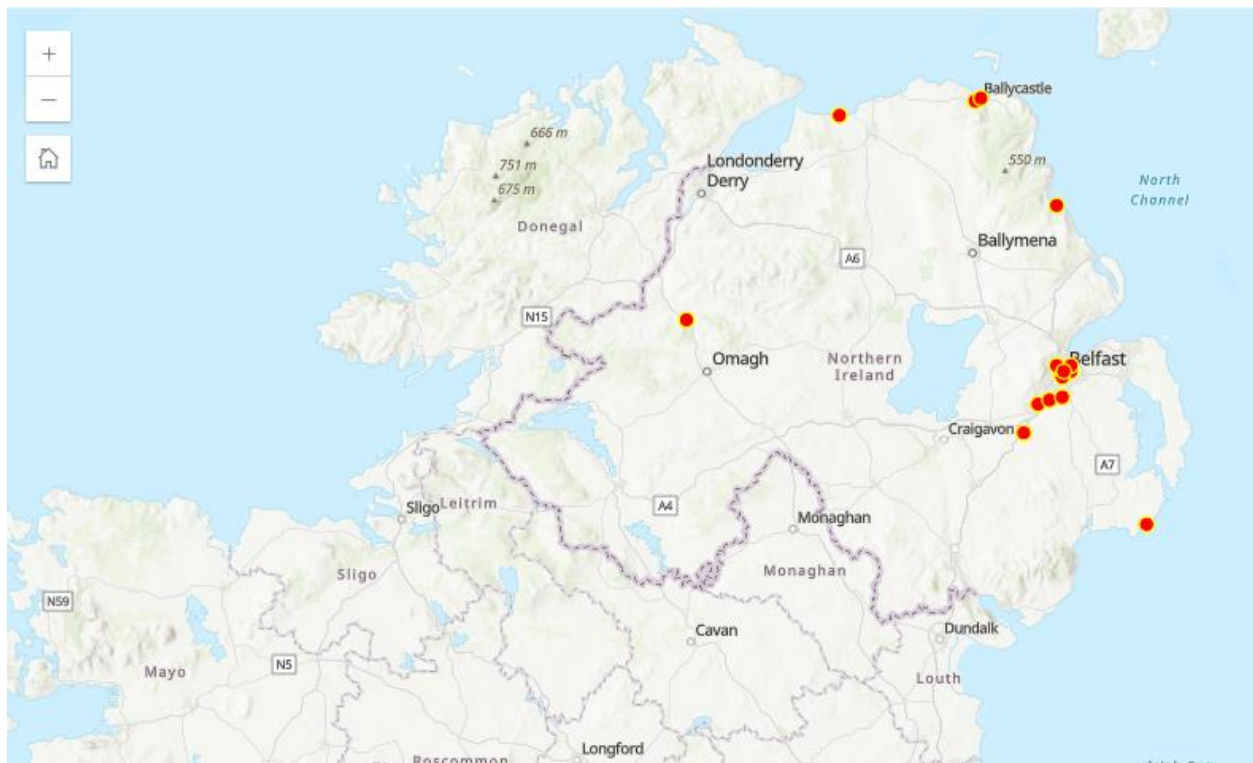 +
−
Ballycastle
666 m
Londonderry
Derry
751 m
550 m
675 m
North
Channel
Donegal
Ballymena
A6
N15
Belfast
Omagh
Northern
Ireland
Craigavon
A7
Sligo
Leitrim
A4
Monaghan
Sligo
Monaghan
N59
Cavan
Dundalk
N5
Mayo
Louth
Longford
Roscommon